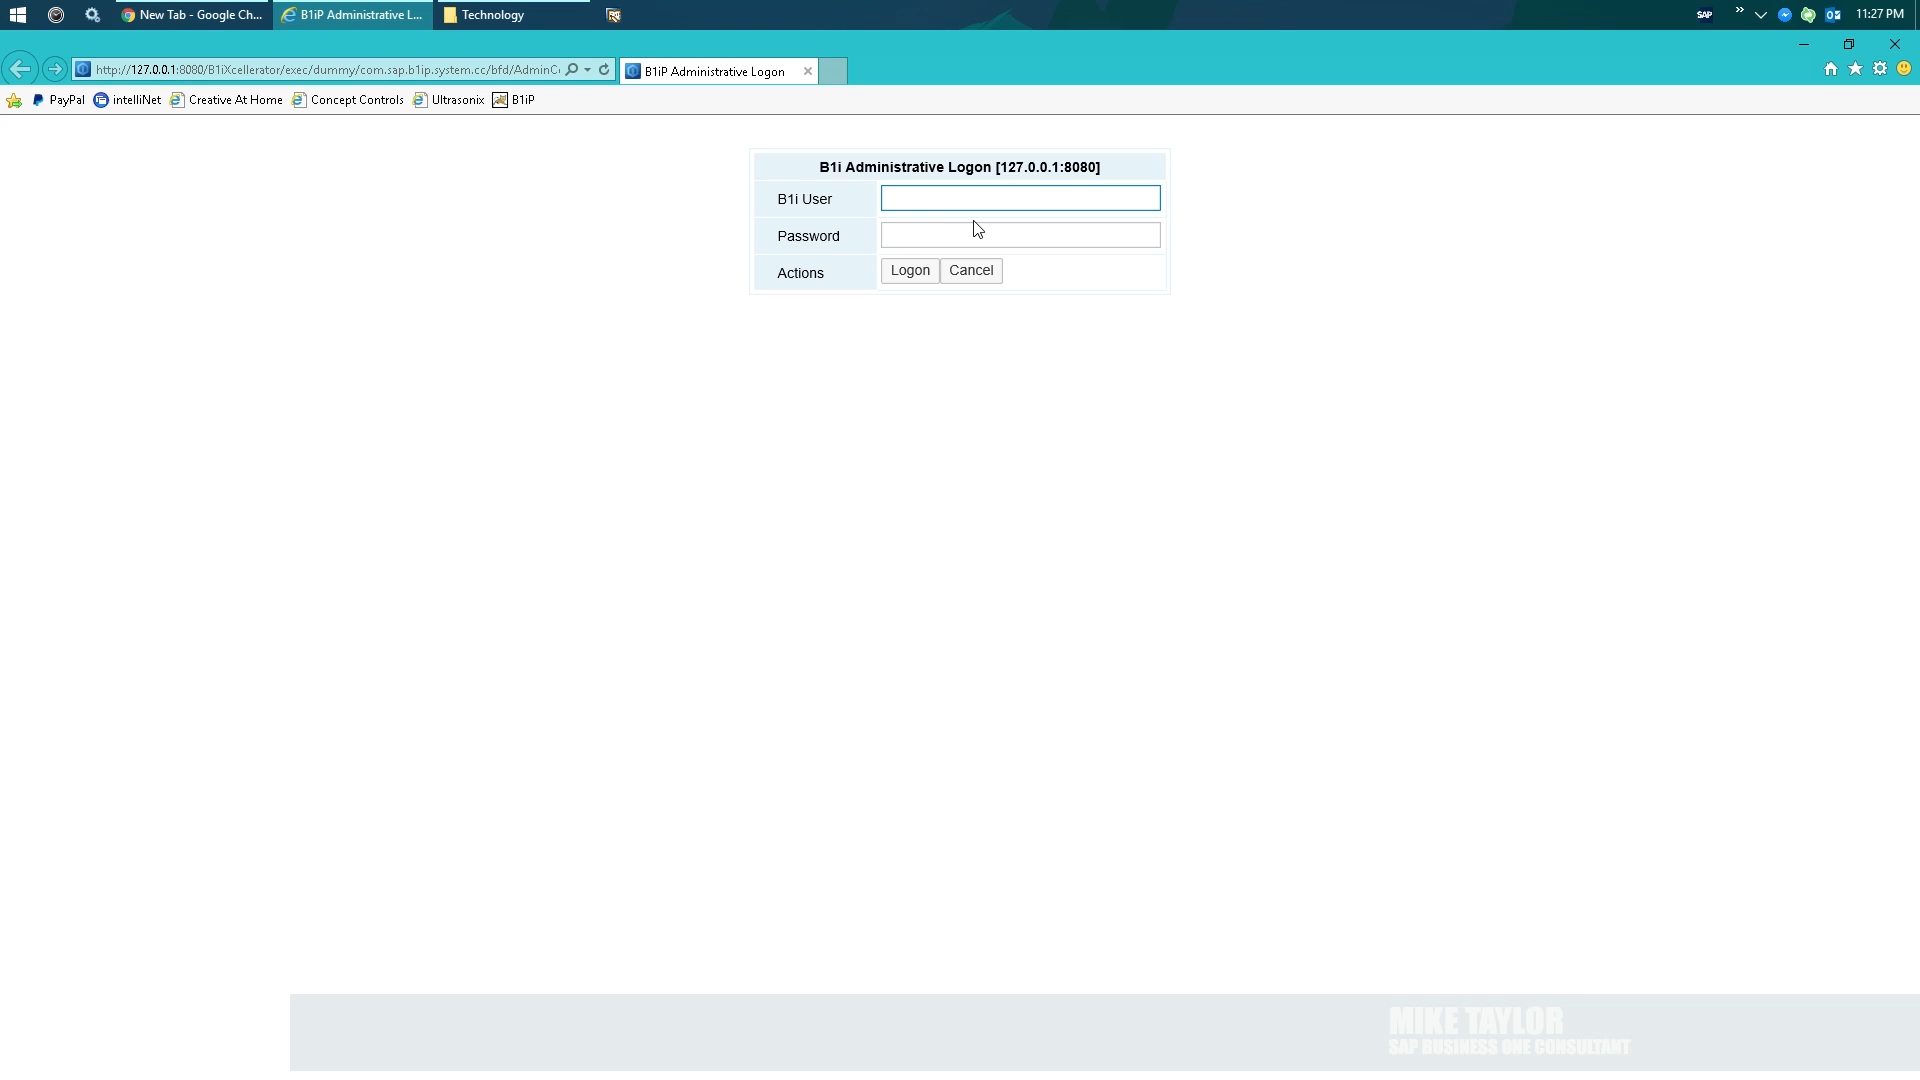 New Tab - Google Ch...
B1iP Administrative L...
Technology
SAP
11:27 PM
http://127.0.0.1:8080/B1iXcellerator/exec/dummy/com.sap.b1ip.system.cc/bfd/AdminC
B1iP Administrative Logon
PayPal
intelliNet
Creative At Home
Concept Controls
Ultrasonix
B1iP
B1i Administrative Logon [127.0.0.1:8080]
B1i User
Password
Actions
Logon
Cancel
MIKE TAYLOR
SAP BUSINESS ONE CONSULTANT